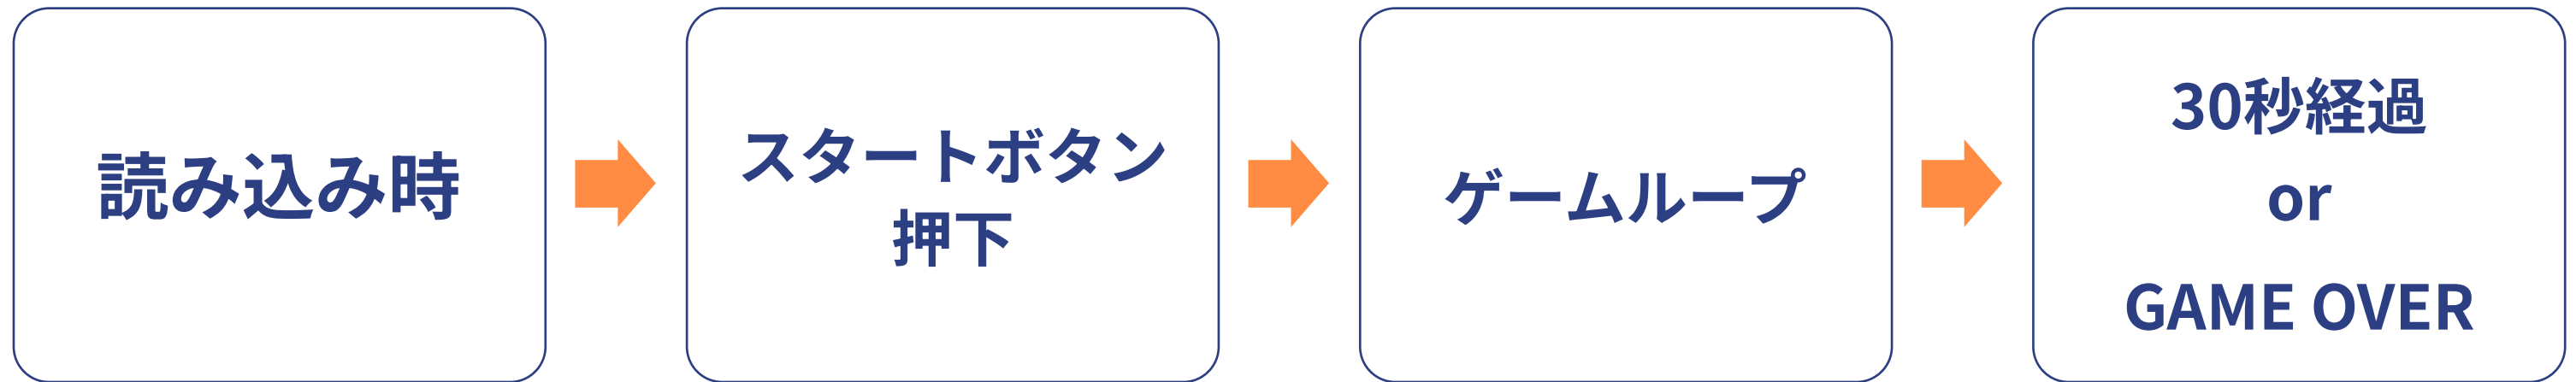 読み込み時
スタートボタン
押下
ゲームループ
30秒経過
or
GAME OVER